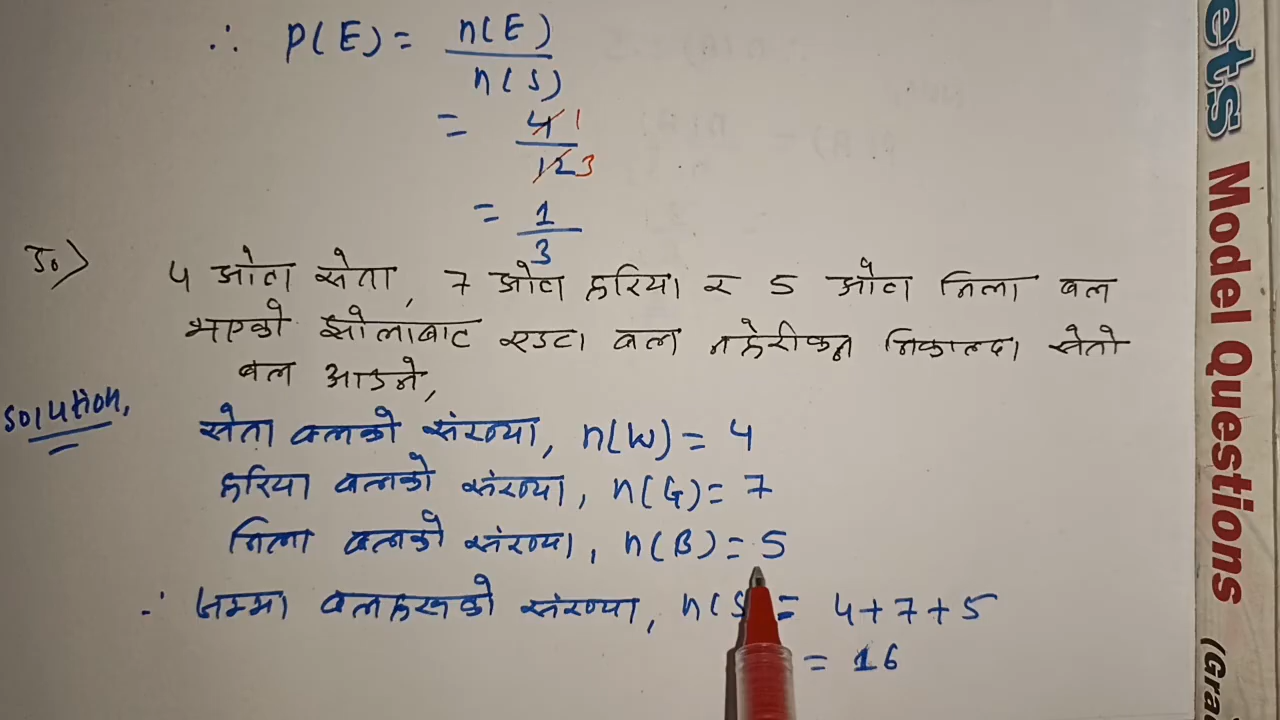 ∴ P(E) = n(E)
n(S)
= 4 1
12 3
= 1
3
उ०) 4 ओटा सेता, 7 ओटा हरिया र 5 ओटा निला बल
भएको झोलाबाट एउटा बल नहेरीकन निकाल्दा सेतो
बल आउने,
Solution,
सेता बलको संख्या, n(W) = 4
हरिया बलको संख्या, n(G) = 7
निला बलको संख्या, n(B) = 5
∴ जम्मा बलहरूको संख्या, n(S = 4+7+5
= 16
ets Model Questions (Gra